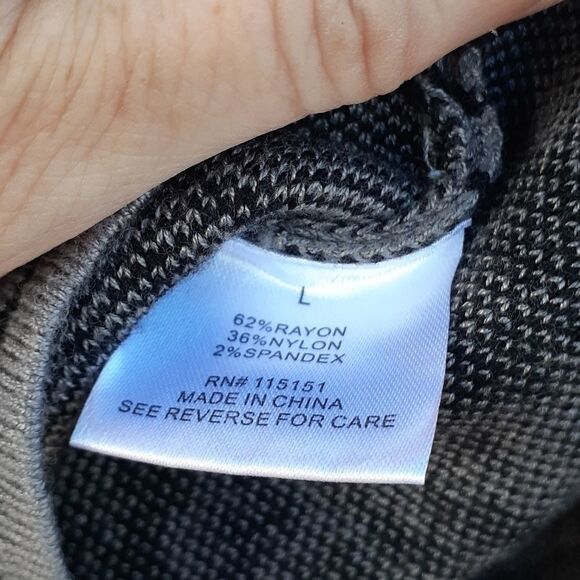 L
62%RAYON
36%NYLON
2%SPANDEX
RN# 115151
MADE IN CHINA
SEE REVERSE FOR CARE